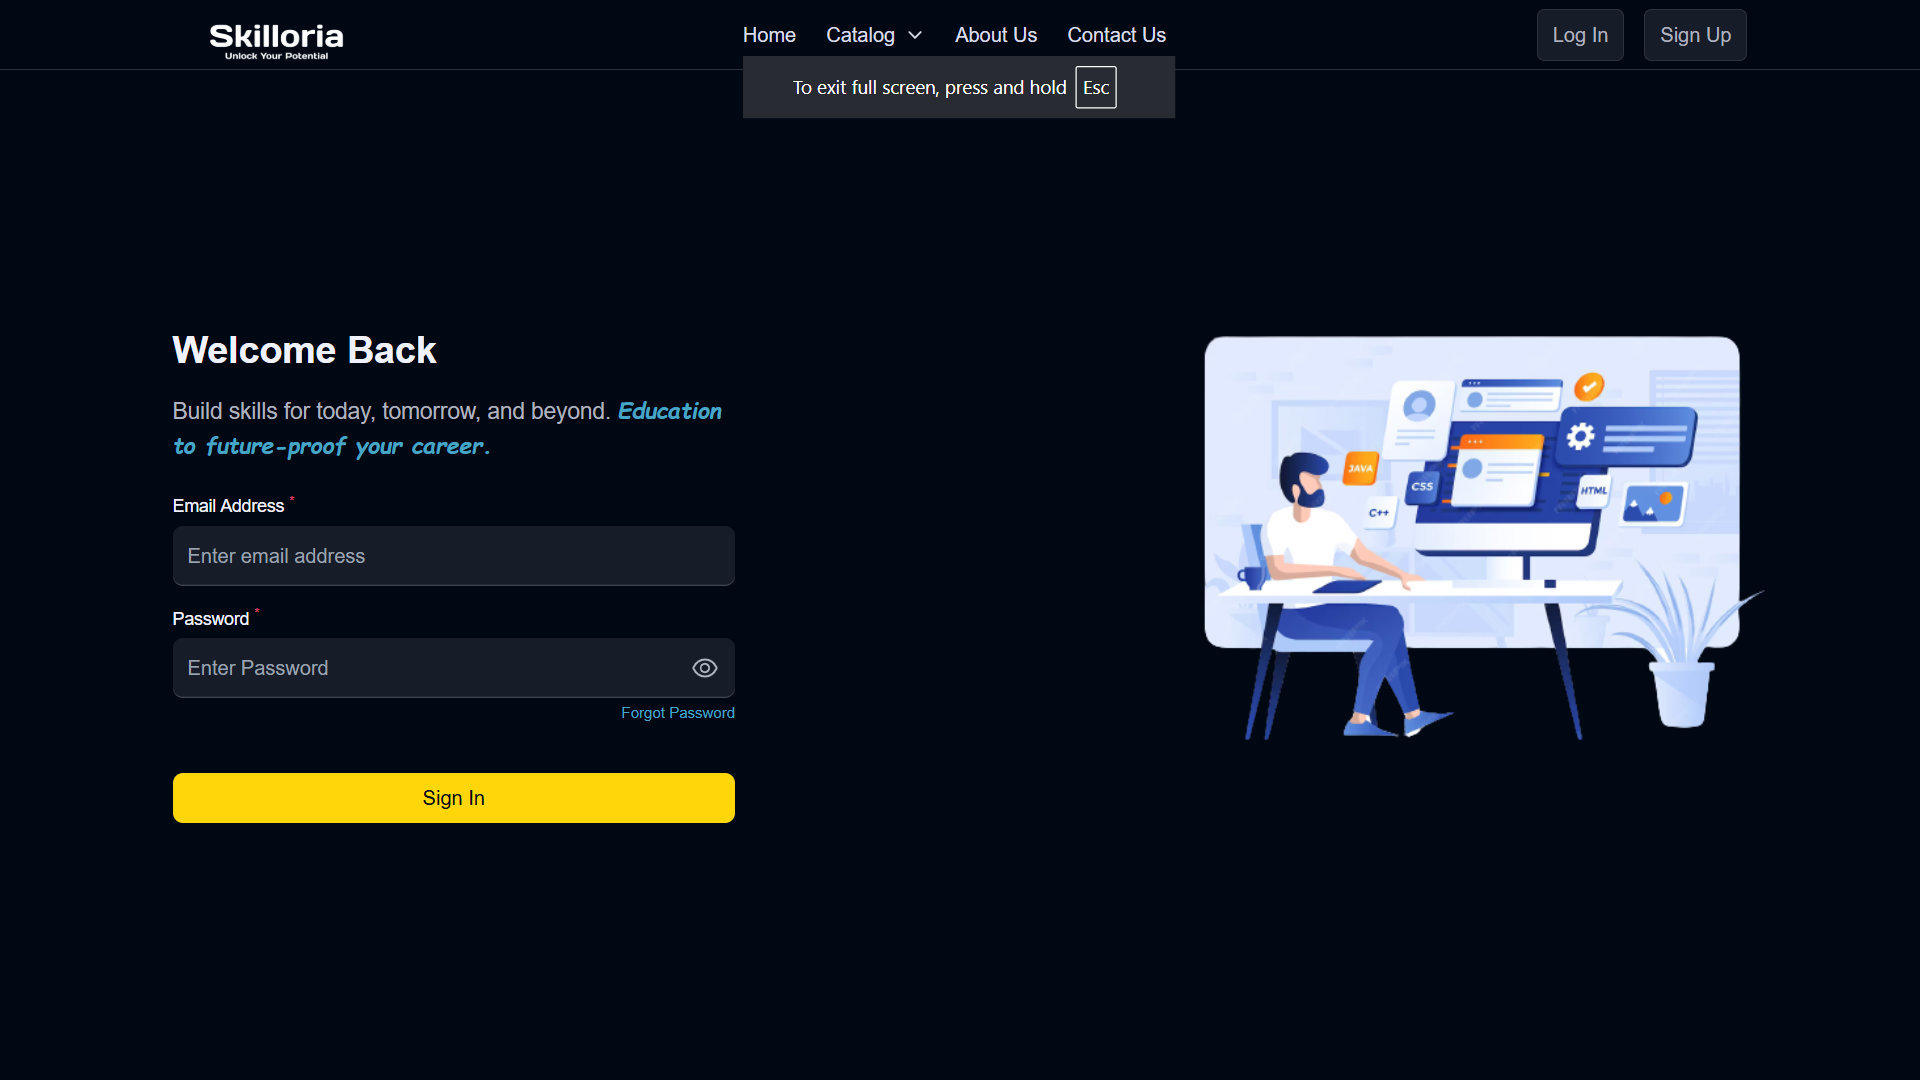 Skilloria
Unlock Your Potential
Home Catalog About Us Contact Us
Log In Sign Up
To exit full screen, press and hold Esc
Welcome Back
Build skills for today, tomorrow, and beyond. Education
to future-proof your career.
Email Address *
Enter email address
Password *
Enter Password
Forgot Password
Sign In
JAVA
CSS
C++
HTML